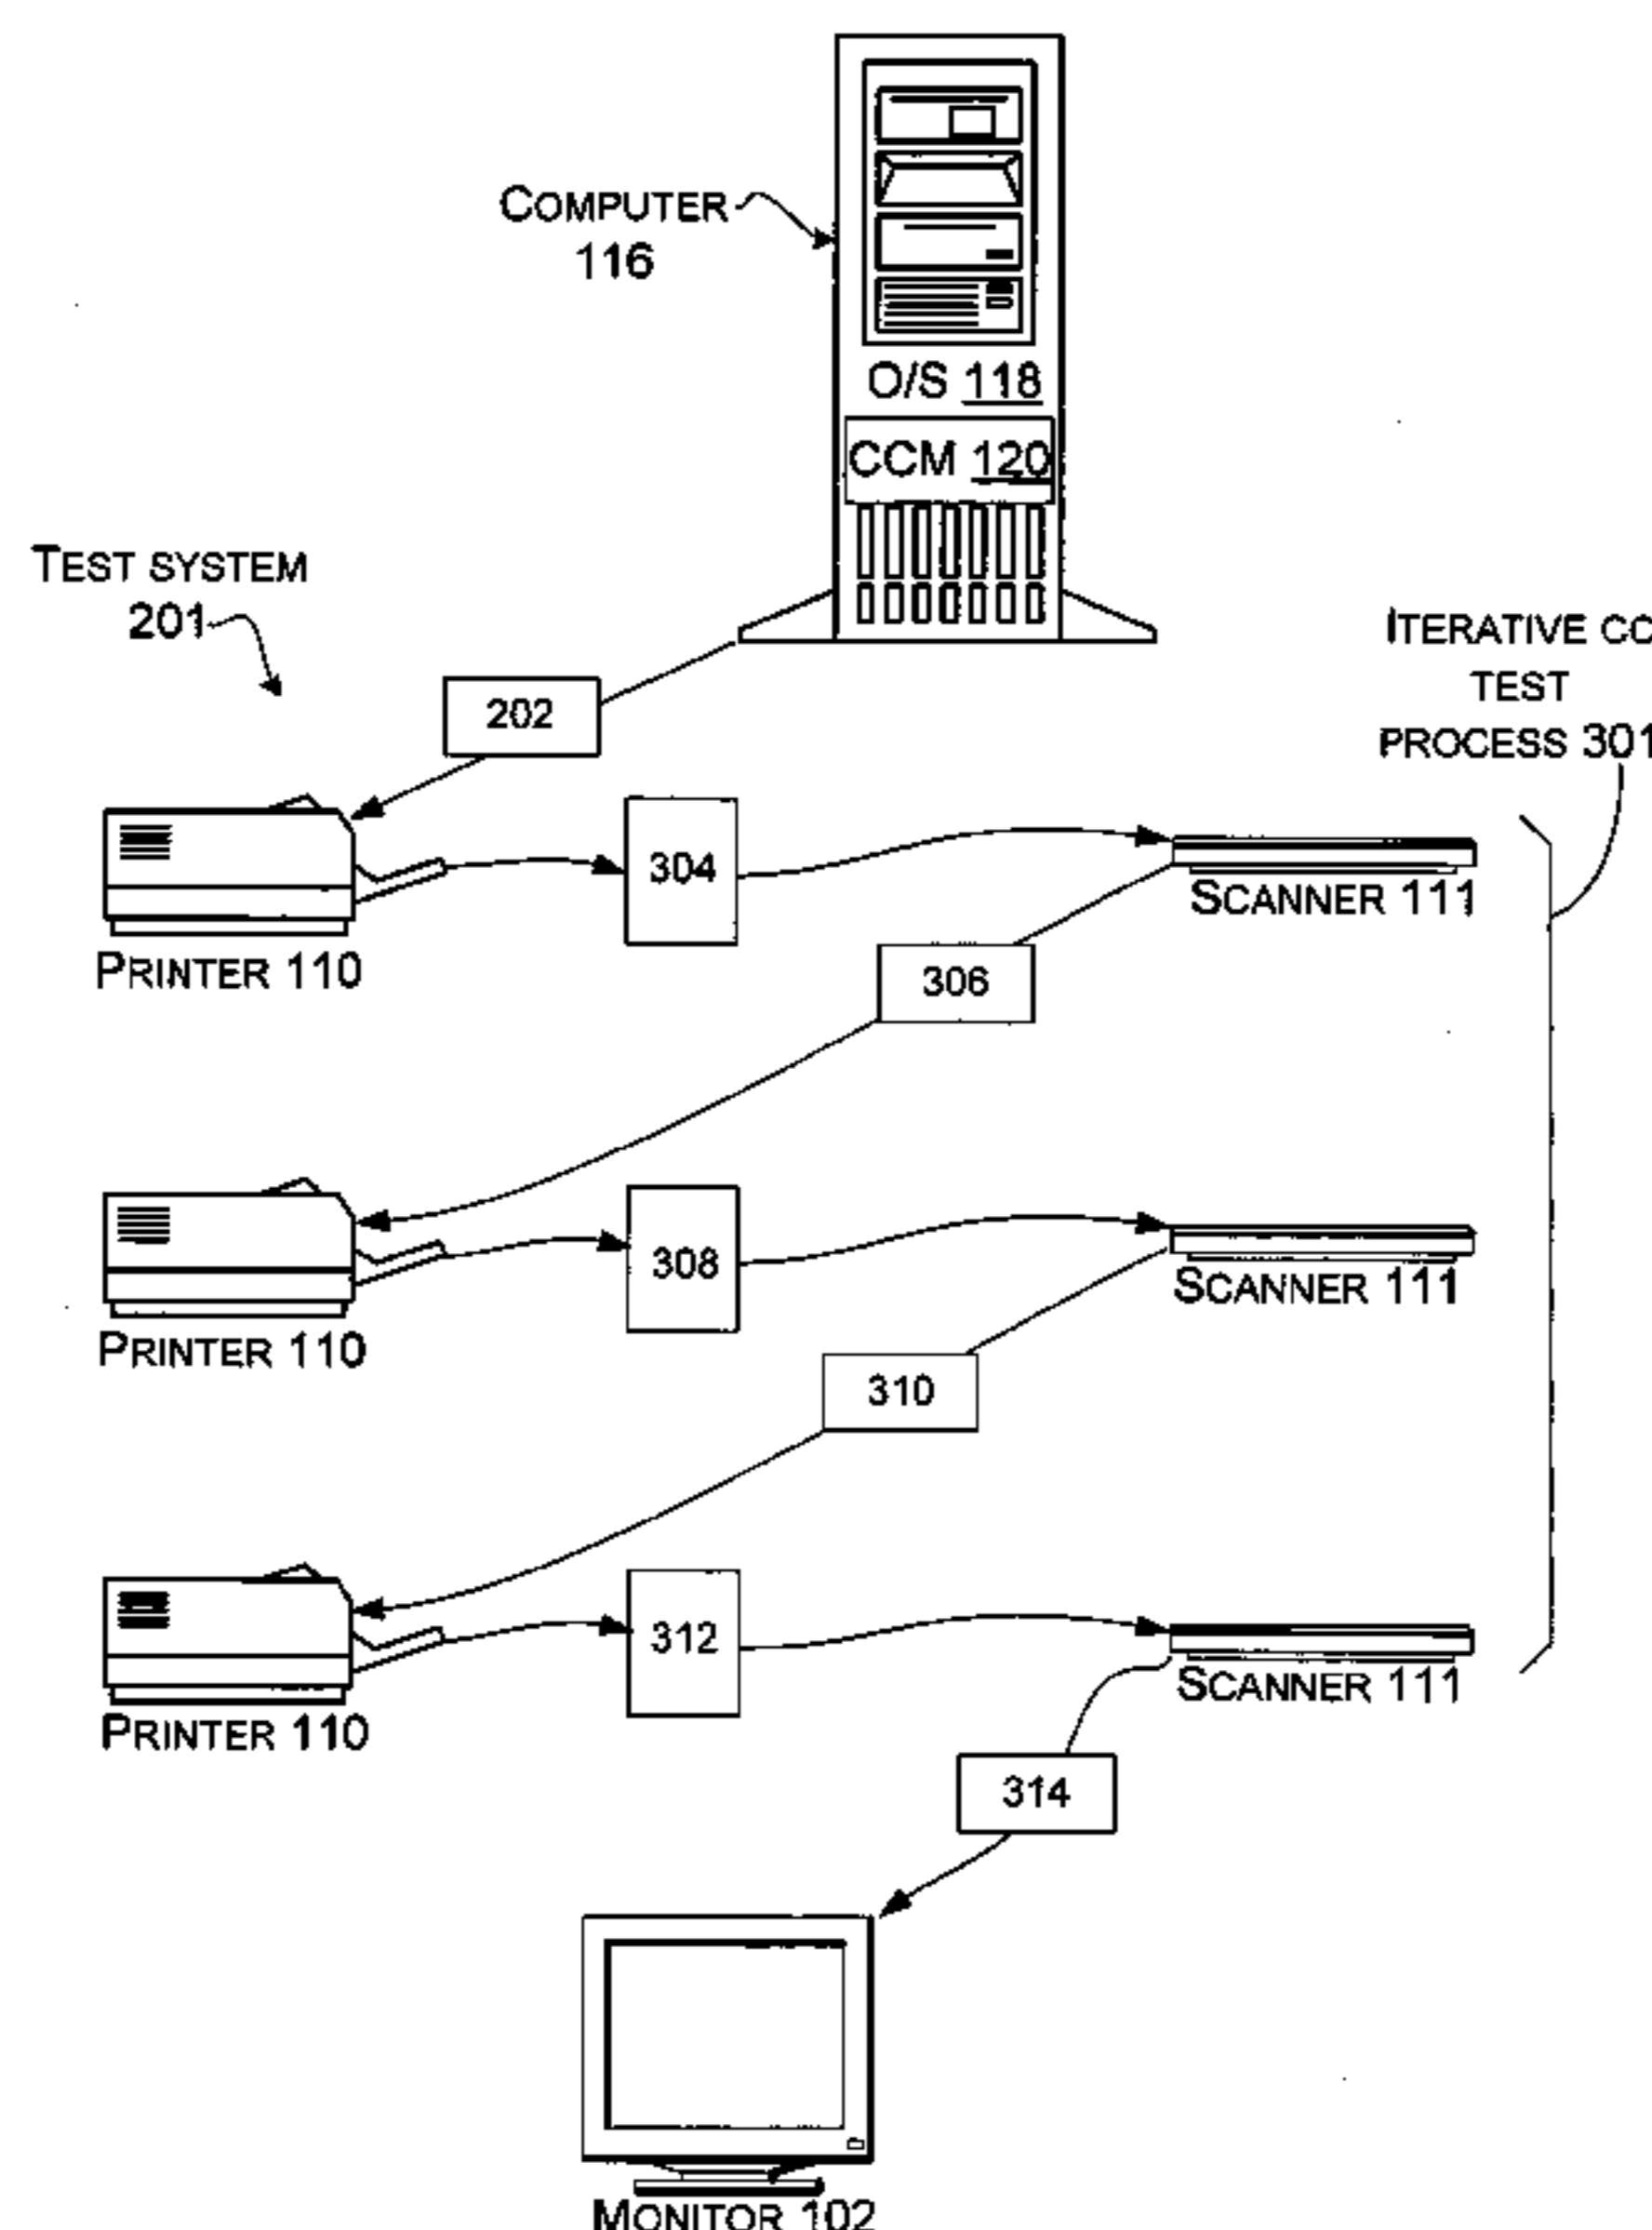 COMPUTER
116
O/S 118
CCM 120
TEST SYSTEM
201
ITERATIVE
TEST
PROCESS 301
202
304
SCANNER 111
PRINTER 110
306
308
SCANNER 111
PRINTER 110
310
312
SCANNER 111
PRINTER 110
314
MONITOR 102